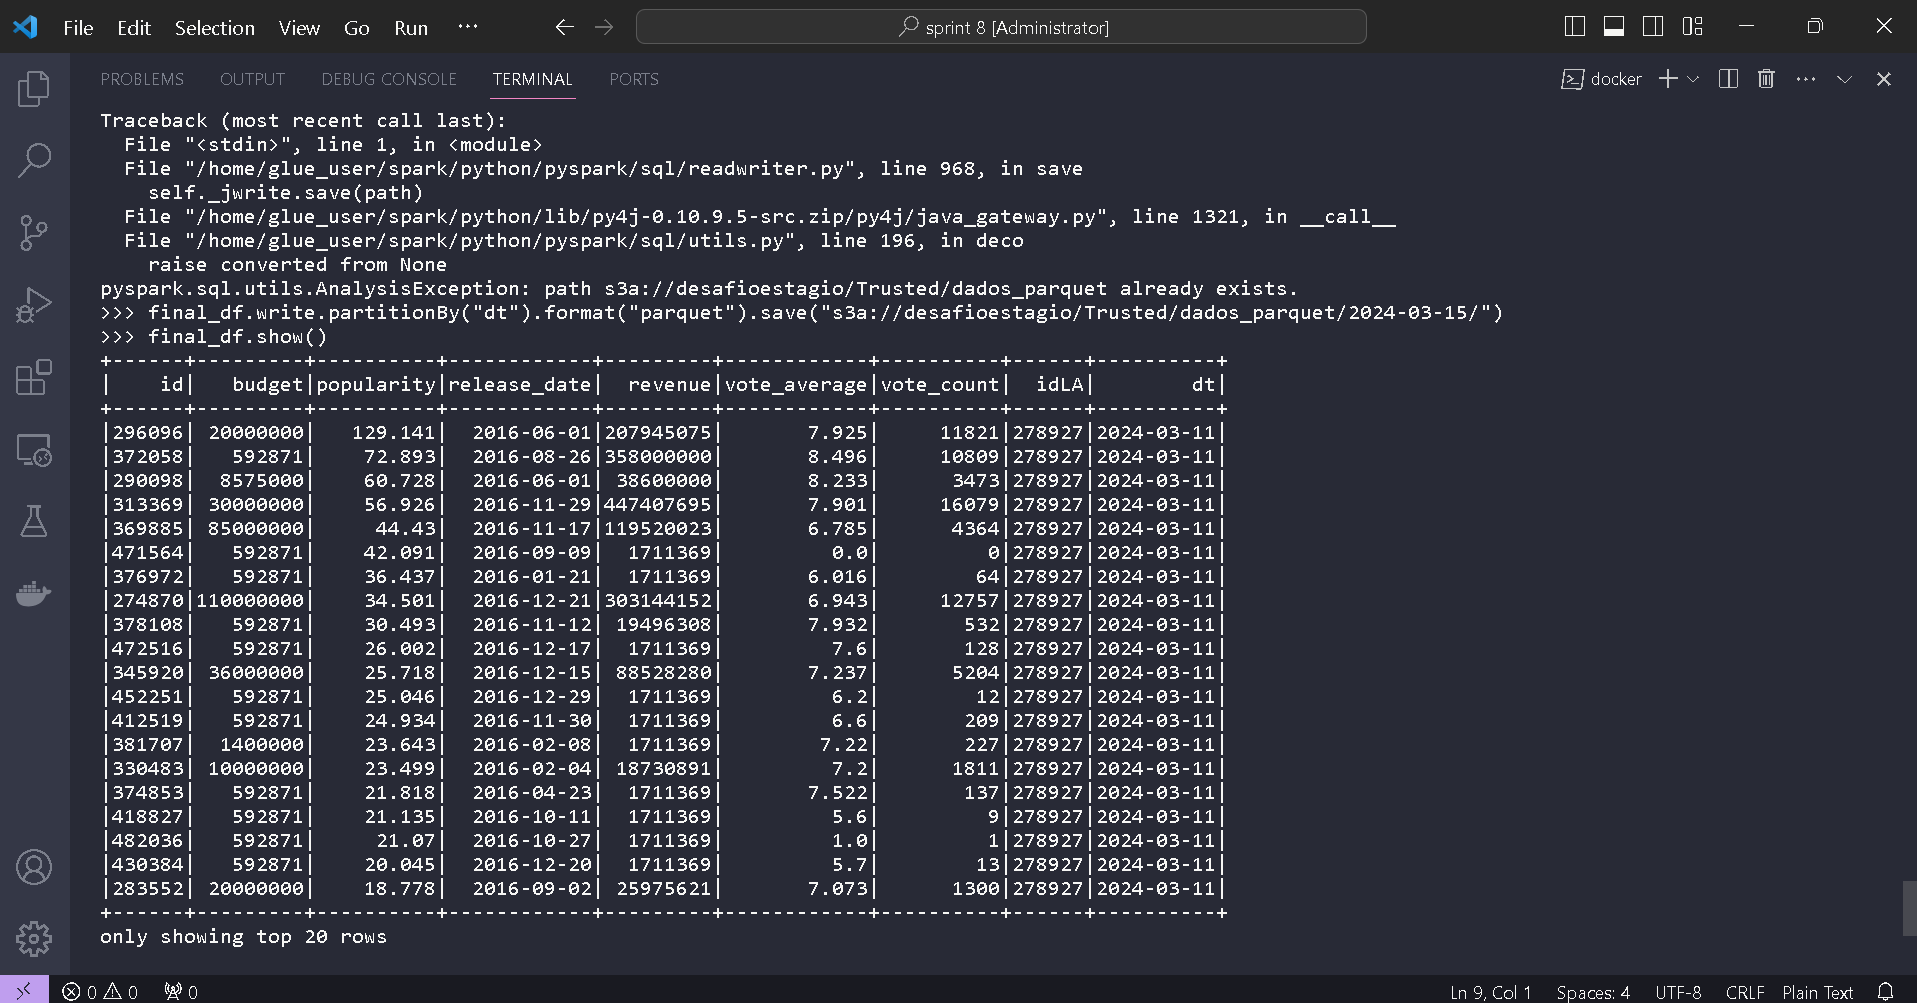 File Edit Selection View Go Run ··· sprint 8 [Administrator]
PROBLEMS OUTPUT DEBUG CONSOLE TERMINAL PORTS docker
Traceback (most recent call last):
  File "<stdin>", line 1, in <module>
  File "/home/glue_user/spark/python/pyspark/sql/readwriter.py", line 968, in save
    self._jwrite.save(path)
  File "/home/glue_user/spark/python/lib/py4j-0.10.9.5-src.zip/py4j/java_gateway.py", line 1321, in __call__
  File "/home/glue_user/spark/python/pyspark/sql/utils.py", line 196, in deco
    raise converted from None
pyspark.sql.utils.AnalysisException: path s3a://desafioestagio/Trusted/dados_parquet already exists.
>>> final_df.write.partitionBy("dt").format("parquet").save("s3a://desafioestagio/Trusted/dados_parquet/2024-03-15/")
>>> final_df.show()
+------+---------+----------+------------+---------+------------+----------+------+----------+
|    id|   budget|popularity|release_date|  revenue|vote_average|vote_count|  idLA|        dt|
+------+---------+----------+------------+---------+------------+----------+------+----------+
|296096| 20000000|   129.141|  2016-06-01|207945075|       7.925|     11821|278927|2024-03-11|
|372058|   592871|    72.893|  2016-08-26|358000000|       8.496|     10809|278927|2024-03-11|
|290098|  8575000|    60.728|  2016-06-01| 38600000|       8.233|      3473|278927|2024-03-11|
|313369| 30000000|    56.926|  2016-11-29|447407695|       7.901|     16079|278927|2024-03-11|
|369885| 85000000|     44.43|  2016-11-17|119520023|       6.785|      4364|278927|2024-03-11|
|471564|   592871|    42.091|  2016-09-09|  1711369|         0.0|         0|278927|2024-03-11|
|376972|   592871|    36.437|  2016-01-21|  1711369|       6.016|        64|278927|2024-03-11|
|274870|110000000|    34.501|  2016-12-21|303144152|       6.943|     12757|278927|2024-03-11|
|378108|   592871|    30.493|  2016-11-12| 19496308|       7.932|       532|278927|2024-03-11|
|472516|   592871|    26.002|  2016-12-17|  1711369|         7.6|       128|278927|2024-03-11|
|345920| 36000000|    25.718|  2016-12-15| 88528280|       7.237|      5204|278927|2024-03-11|
|452251|   592871|    25.046|  2016-12-29|  1711369|         6.2|        12|278927|2024-03-11|
|412519|   592871|    24.934|  2016-11-30|  1711369|         6.6|       209|278927|2024-03-11|
|381707|  1400000|    23.643|  2016-02-08|  1711369|        7.22|       227|278927|2024-03-11|
|330483| 10000000|    23.499|  2016-02-04| 18730891|         7.2|      1811|278927|2024-03-11|
|374853|   592871|    21.818|  2016-04-23|  1711369|       7.522|       137|278927|2024-03-11|
|418827|   592871|    21.135|  2016-10-11|  1711369|         5.6|         9|278927|2024-03-11|
|482036|   592871|     21.07|  2016-10-27|  1711369|         1.0|         1|278927|2024-03-11|
|430384|   592871|    20.045|  2016-12-20|  1711369|         5.7|        13|278927|2024-03-11|
|283552| 20000000|    18.778|  2016-09-02| 25975621|       7.073|      1300|278927|2024-03-11|
+------+---------+----------+------------+---------+------------+----------+------+----------+
only showing top 20 rows
0 0 0 Ln 9, Col 1 Spaces: 4 UTF-8 CRLF Plain Text